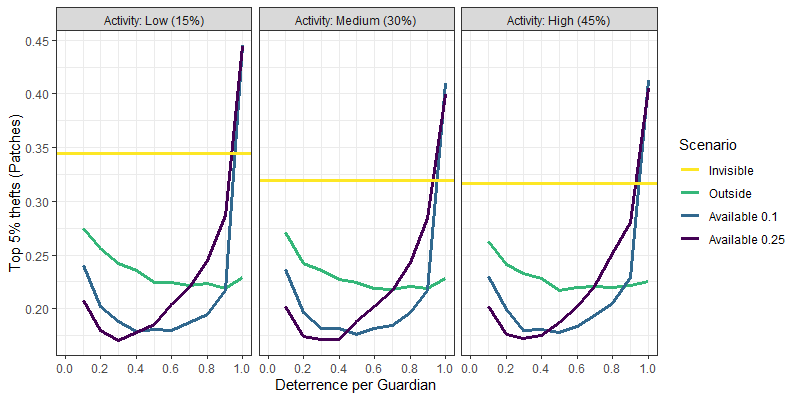 Activity: Low (15%) Activity: Medium (30%) Activity: High (45%)
0.45
0.40
0.35
0.30
0.25
0.20
Top 5% thefts (Patches)
0.0 0.2 0.4 0.6 0.8 1.0 0.0 0.2 0.4 0.6 0.8 1.0 0.0 0.2 0.4 0.6 0.8 1.0
Deterrence per Guardian
Scenario
Invisible
Outside
Available 0.1
Available 0.25